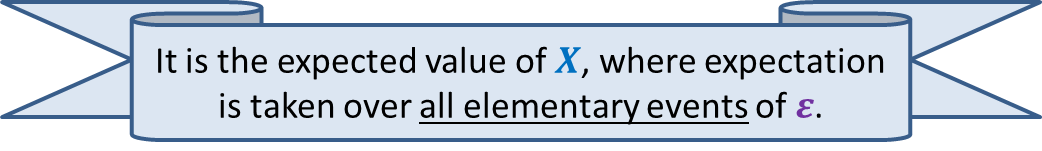 It is the expected value of X, where expectation
is taken over all elementary events of ε.